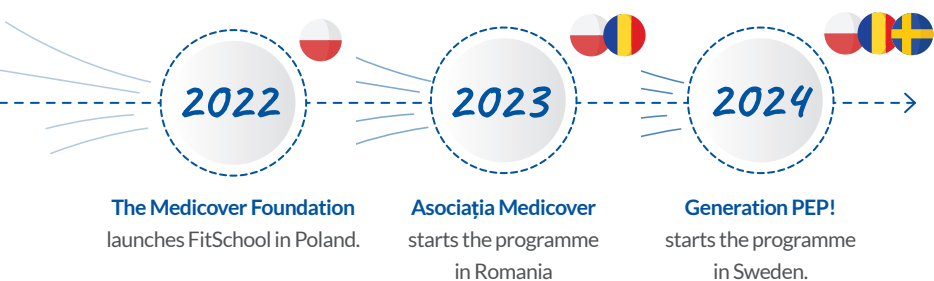 2022
2023
2024
The Medicover Foundation
launches FitSchool in Poland.
Asociația Medicover
starts the programme
in Romania
Generation PEP!
starts the programme
in Sweden.